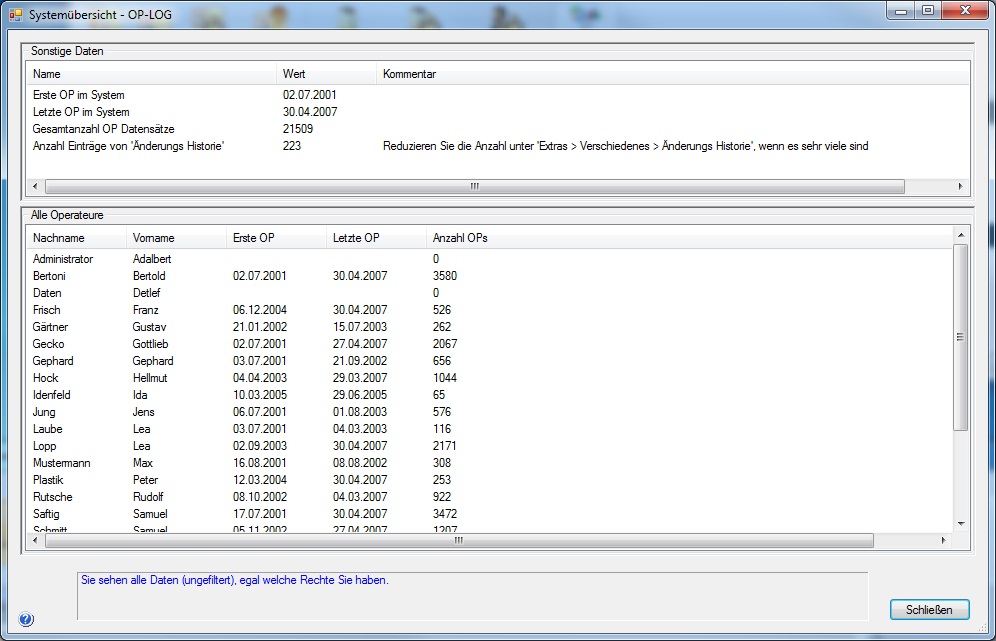 Systemübersicht - OP-LOG
Sonstige Daten
Name Wert Kommentar
Erste OP im System 02.07.2001
Letzte OP im System 30.04.2007
Gesamtanzahl OP Datensätze 21509
Anzahl Einträge von 'Änderungs Historie' 223 Reduzieren Sie die Anzahl unter 'Extras > Verschiedenes > Änderungs Historie', wenn es sehr viele sind
Alle Operateure
Nachname Vorname Erste OP Letzte OP Anzahl OPs
Administrator Adalbert 0
Bertoni Bertold 02.07.2001 30.04.2007 3580
Daten Detlef 0
Frisch Franz 06.12.2004 30.04.2007 526
Gärtner Gustav 21.01.2002 15.07.2003 262
Gecko Gottlieb 02.07.2001 27.04.2007 2067
Gephard Gephard 03.07.2001 21.09.2002 656
Hock Hellmut 04.04.2003 29.03.2007 1044
Idenfeld Ida 10.03.2005 29.06.2005 65
Jung Jens 06.07.2001 01.08.2003 576
Laube Lea 03.07.2001 04.03.2003 116
Lopp Lea 02.09.2003 30.04.2007 2171
Mustermann Max 16.08.2001 08.08.2002 308
Plastik Peter 12.03.2004 30.04.2007 253
Rutsche Rudolf 08.10.2002 04.03.2007 922
Saftig Samuel 17.07.2001 30.04.2007 3472
Schmitt Samuel 05.11.2002 27.04.2007 1207
Sie sehen alle Daten (ungefiltert), egal welche Rechte Sie haben.
Schließen